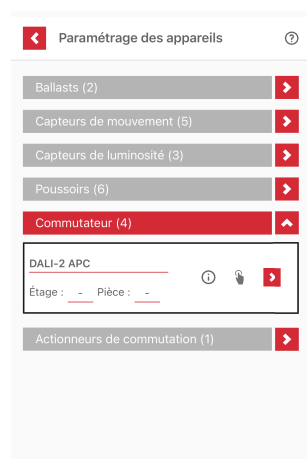 Paramétrage des appareils
Ballasts (2)
Capteurs de mouvement (5)
Capteurs de luminosité (3)
Poussoirs (6)
Commutateur (4)
DALI-2 APC
Étage : - Pièce : -
Actionneurs de commutation (1)